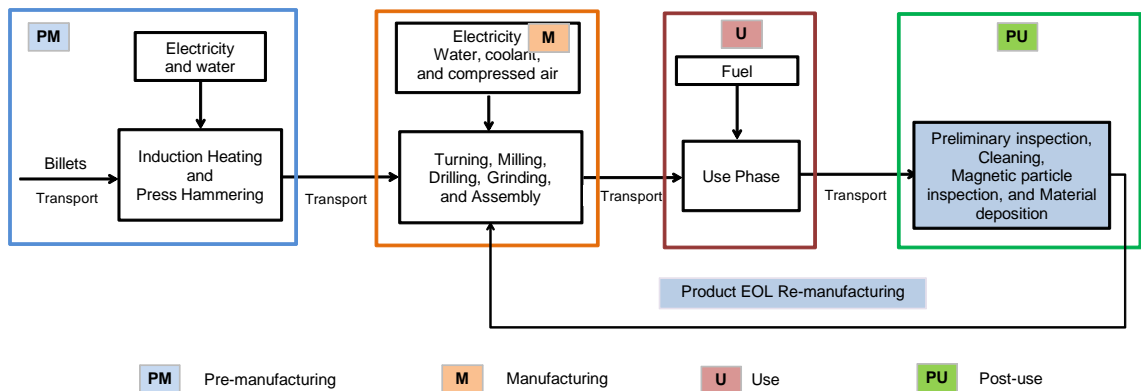 PM
Electricity
and water
Billets
Transport
Induction Heating
and
Press Hammering
Transport
M
Electricity
Water, coolant,
and compressed air
Turning, Milling,
Drilling, Grinding,
and Assembly
Transport
U
Fuel
Use Phase
Transport
PU
Preliminary inspection,
Cleaning,
Magnetic particle
inspection, and Material
deposition
Product EOL Re-manufacturing
PM Pre-manufacturing
M Manufacturing
U Use
PU Post-use